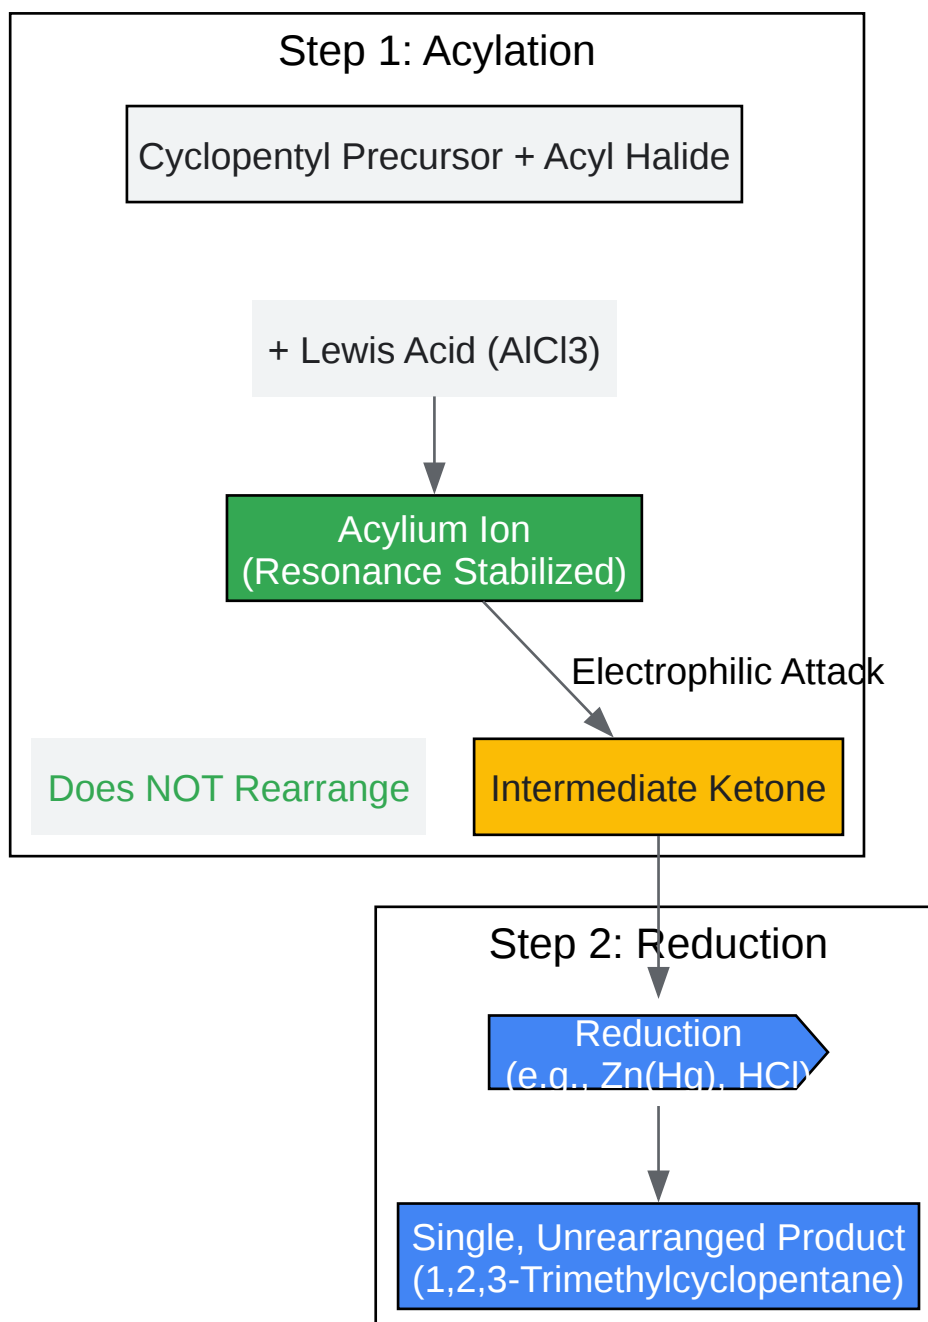 Step 1: Acylation
Cyclopentyl Precursor + Acyl Halide
+ Lewis Acid (AlCl3)
Acylium Ion
(Resonance Stabilized)
Electrophilic Attack
Does NOT Rearrange
Intermediate Ketone
Step 2: Reduction
Reduction
(e.g., Zn(Hg), HCl)
Single, Unrearranged Product
(1,2,3-Trimethylcyclopentane)